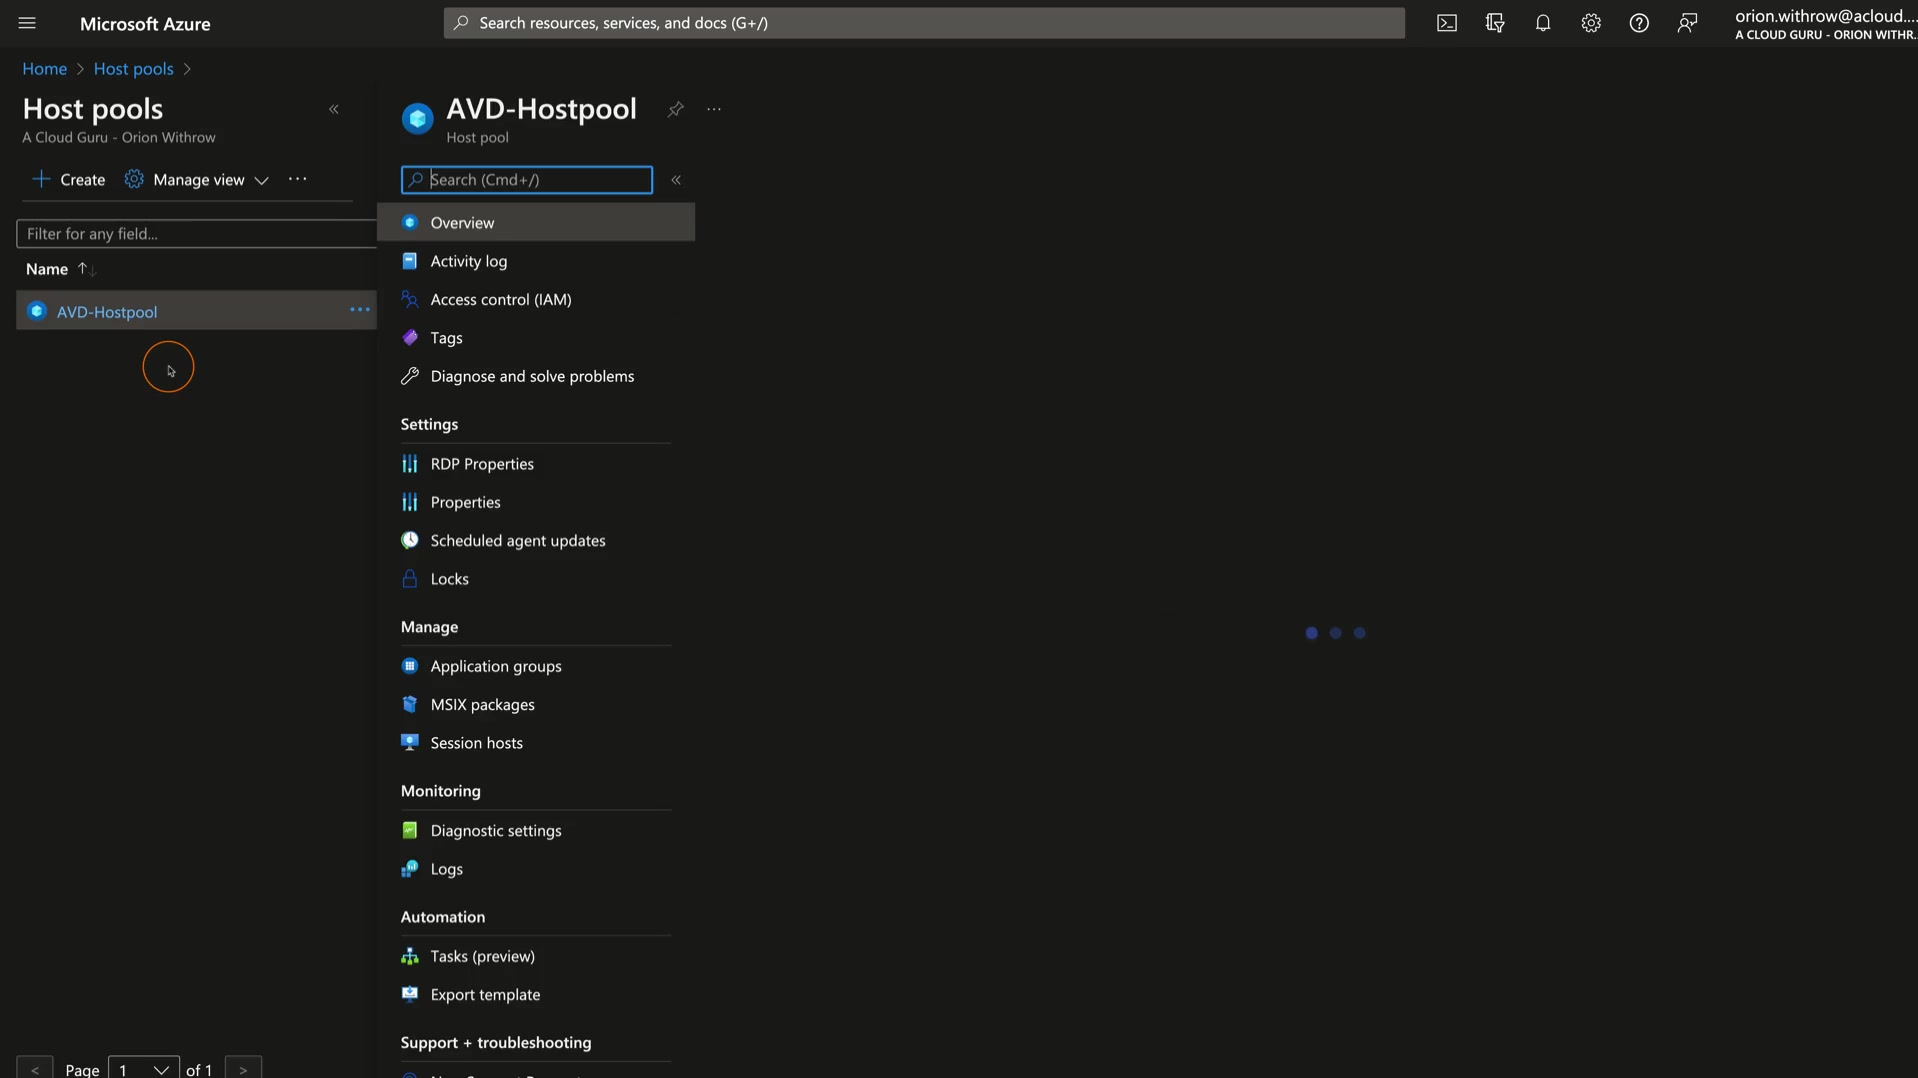 Microsoft Azure
Search resources, services, and docs (G+/)
orion.withrow@acloud....
A CLOUD GURU - ORION WITHR...
Home > Host pools >
Host pools
A Cloud Guru - Orion Withrow
Create
Manage view
Filter for any field...
Name
AVD-Hostpool
Page 1 of 1
AVD-Hostpool
Host pool
Search (Cmd+/)
Overview
Activity log
Access control (IAM)
Tags
Diagnose and solve problems
Settings
RDP Properties
Properties
Scheduled agent updates
Locks
Manage
Application groups
MSIX packages
Session hosts
Monitoring
Diagnostic settings
Logs
Automation
Tasks (preview)
Export template
Support + troubleshooting